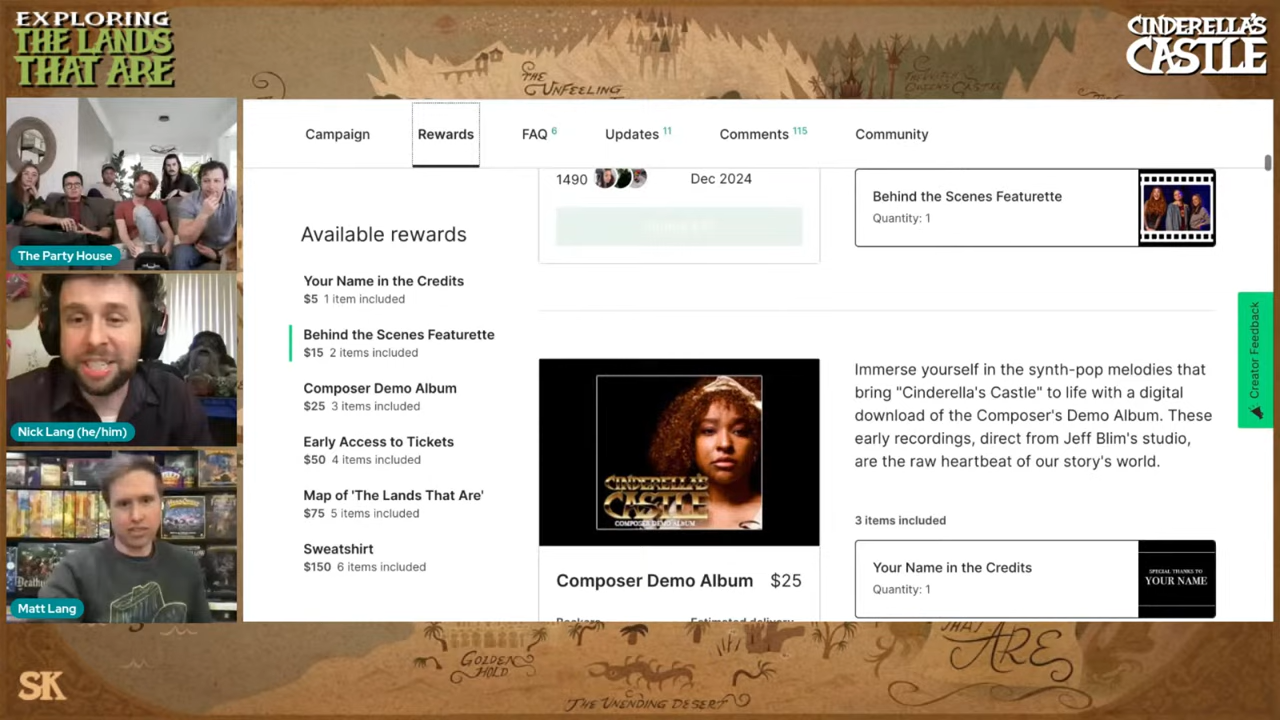 EXPLORING
THE LANDS
THAT ARE
CINDERELLA'S
CASTLE
THE
UNFEELING
The Party House
Nick Lang (he/him)
Matt Lang
Campaign
Rewards
FAQ 6
Updates 11
Comments 115
Community
Available rewards
Your Name in the Credits
$5 1 item included
Behind the Scenes Featurette
$15 2 items included
Composer Demo Album
$25 3 items included
Early Access to Tickets
$50 4 items included
Map of 'The Lands That Are'
$75 5 items included
Sweatshirt
$150 6 items included
1490
Dec 2024
CINDERELLA'S
CASTLE
COMPOSER DEMO ALBUM
Composer Demo Album $25
Behind the Scenes Featurette
Quantity: 1
Immerse yourself in the synth-pop melodies that
bring "Cinderella's Castle" to life with a digital
download of the Composer's Demo Album. These
early recordings, direct from Jeff Blim's studio,
are the raw heartbeat of our story's world.
3 items included
Your Name in the Credits
Quantity: 1
SPECIAL THANKS TO
YOUR NAME
Creator Feedback
SK
GOLDEN
HOLD
THE UNENDING DESERT
THAT
ARE